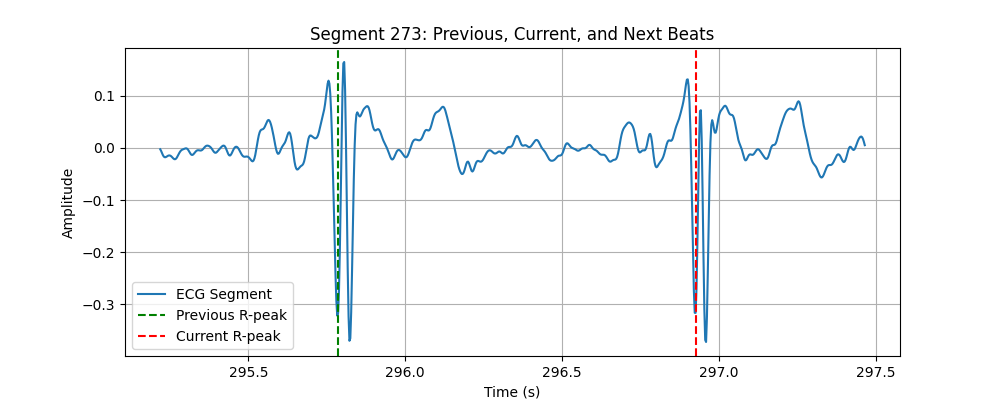 Segment 273: Previous, Current, and Next Beats
0.1
0.0
−0.1
−0.2
−0.3
Amplitude
ECG Segment
Previous R-peak
Current R-peak
295.5
296.0
296.5
297.0
297.5
Time (s)